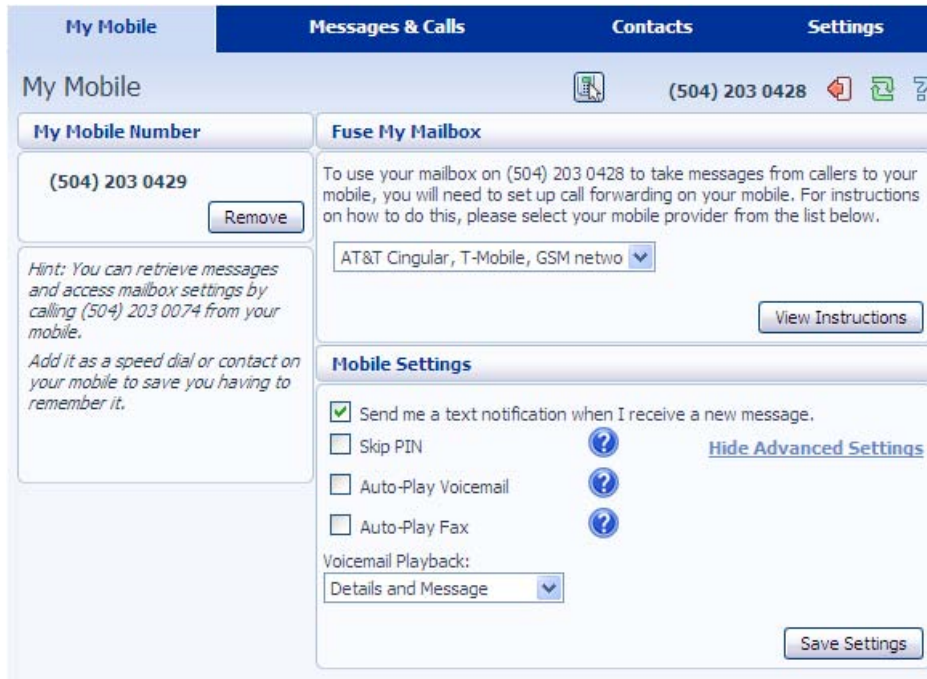 My Mobile Messages & Calls Contacts Settings
My Mobile (504) 203 0428
My Mobile Number
(504) 203 0429
Remove
Hint: You can retrieve messages
and access mailbox settings by
calling (504) 203 0074 from your
mobile.
Add it as a speed dial or contact on
your mobile to save you having to
remember it.
Fuse My Mailbox
To use your mailbox on (504) 203 0428 to take messages from callers to your
mobile, you will need to set up call forwarding on your mobile. For instructions
on how to do this, please select your mobile provider from the list below.
AT&T Cingular, T-Mobile, GSM netwo
View Instructions
Mobile Settings
Send me a text notification when I receive a new message.
Skip PIN ? Hide Advanced Settings
Auto-Play Voicemail ?
Auto-Play Fax ?
Voicemail Playback:
Details and Message
Save Settings